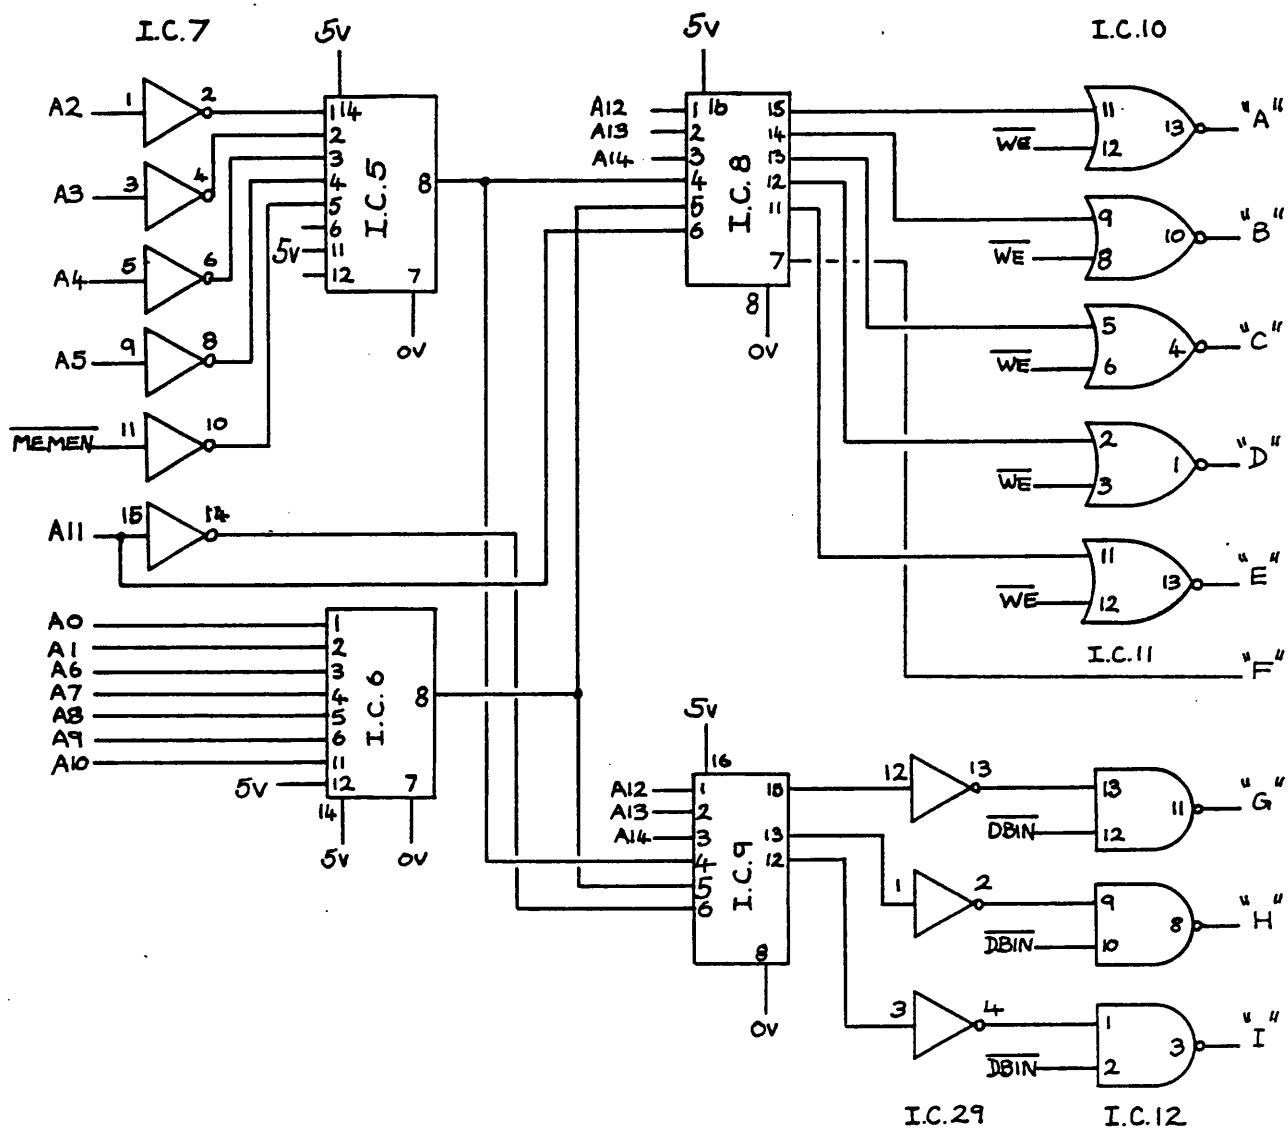 I.C.7
5V
5V
I.C.10
A2 1 2
A3 3 4
A4 5 6
A5 9 8
MEMEN 11 10
A11 15 14
1 14
2
3
4
5
6
5V 11
12
I.C.5
8
7
0V
A12 1 16
A13 2
A14 3
4
5
6
I.C.8
15
14
13
12
11
7
8
0V
11
WE 12
13 "A"
9
WE 8
10 "B"
5
WE 6
4 "C"
2
WE 3
1 "D"
11
WE 12
13 "E"
I.C.11
"F"
A0 1
A1 2
A6 3
A7 4
A8 5
A9 6
A10 11
5V 12
I.C.6
8
7
14
5V
0V
5V
16
A12 1
A13 2
A14 3
4
5
6
I.C.9
15
13
12
8
0V
12 13
13
DBIN 12
11 "G"
1 2
9
DBIN 10
8 "H"
3 4
1
DBIN 2
3 "I"
I.C.29
I.C.12